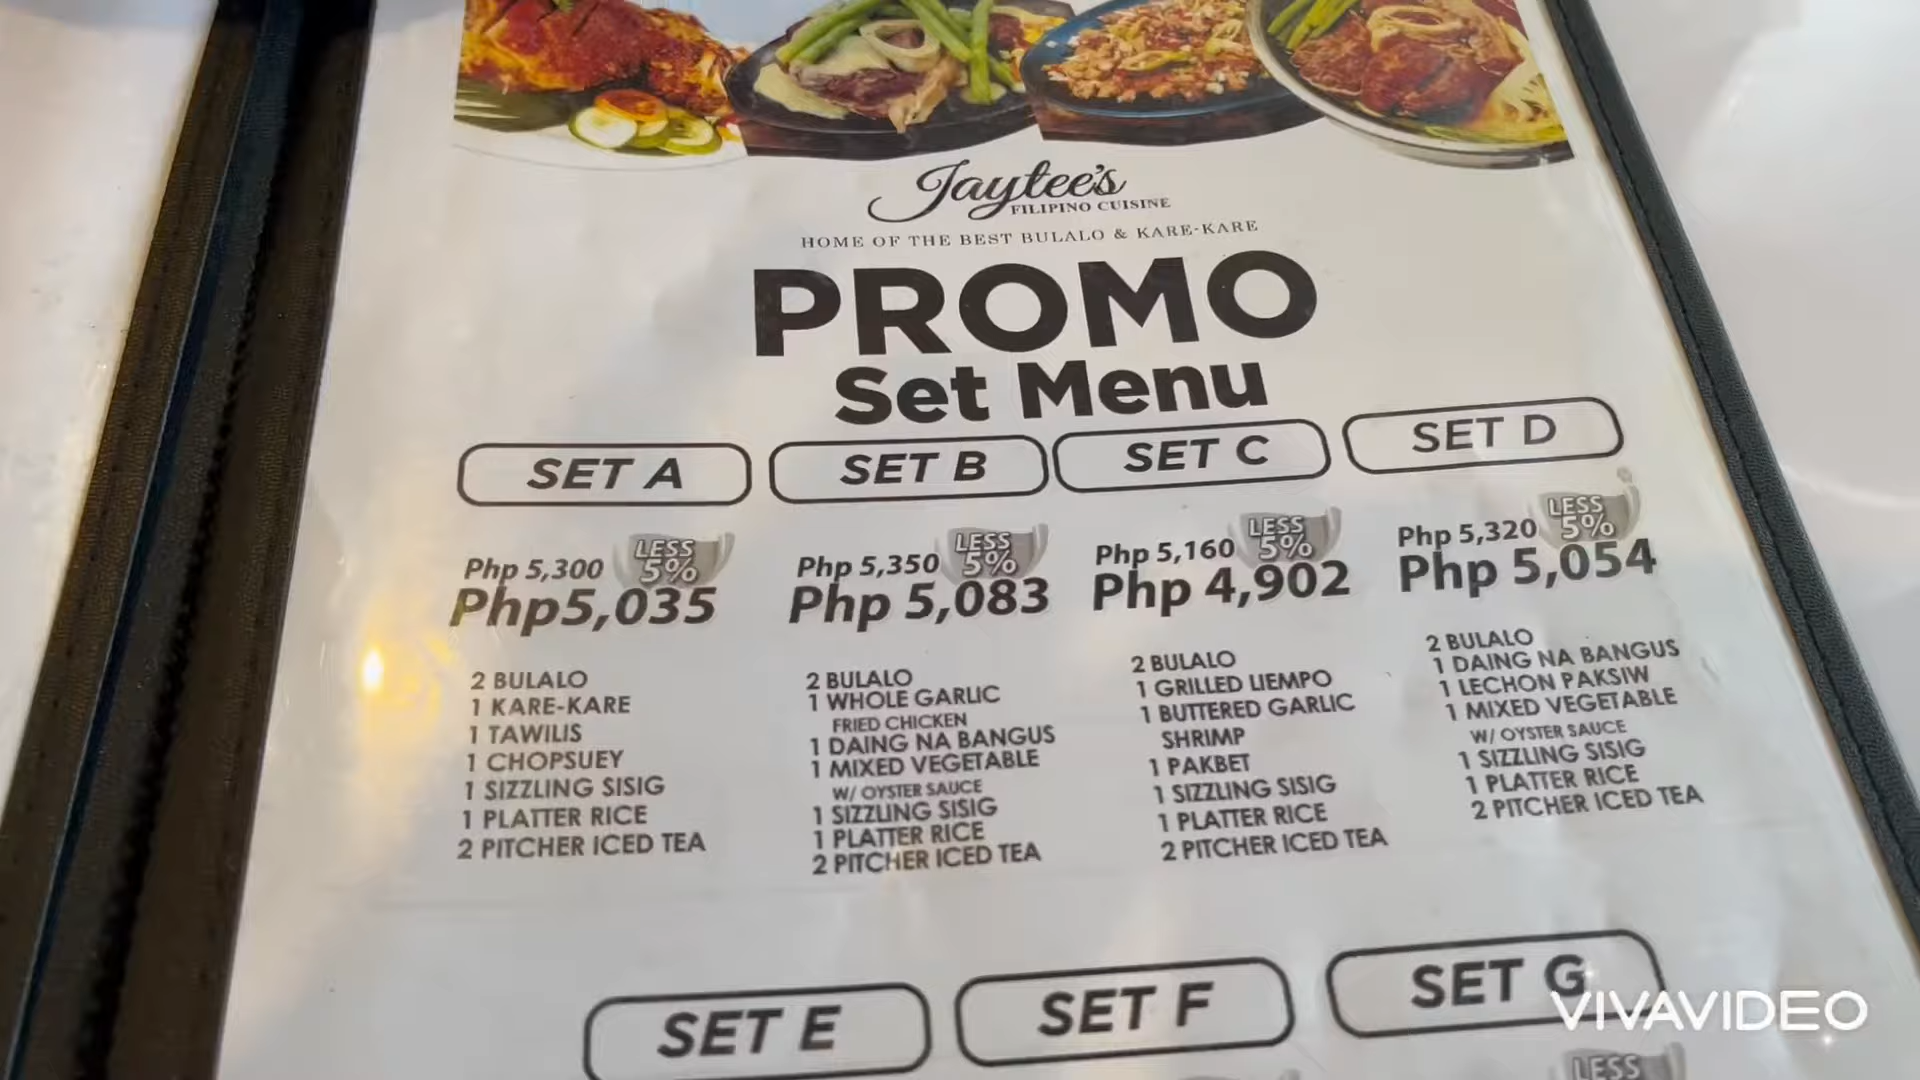 Jaytee's
FILIPINO CUISINE
HOME OF THE BEST BULALO & KARE-KARE
PROMO
Set Menu
SET A
Php 5,300
LESS
5%
Php5,035
2 BULALO
1 KARE-KARE
1 TAWILIS
1 CHOPSUEY
1 SIZZLING SISIG
1 PLATTER RICE
2 PITCHER ICED TEA
SET B
Php 5,350
LESS
5%
Php 5,083
2 BULALO
1 WHOLE GARLIC
FRIED CHICKEN
1 DAING NA BANGUS
1 MIXED VEGETABLE
W/ OYSTER SAUCE
1 SIZZLING SISIG
1 PLATTER RICE
2 PITCHER ICED TEA
SET C
Php 5,160
LESS
5%
Php 4,902
2 BULALO
1 GRILLED LIEMPO
1 BUTTERED GARLIC
SHRIMP
1 PAKBET
1 SIZZLING SISIG
1 PLATTER RICE
2 PITCHER ICED TEA
SET D
Php 5,320
LESS
5%
Php 5,054
2 BULALO
1 DAING NA BANGUS
1 LECHON PAKSIW
1 MIXED VEGETABLE
W/ OYSTER SAUCE
1 SIZZLING SISIG
1 PLATTER RICE
2 PITCHER ICED TEA
SET E
SET F
SET G
LESS
VIVAVIDEO